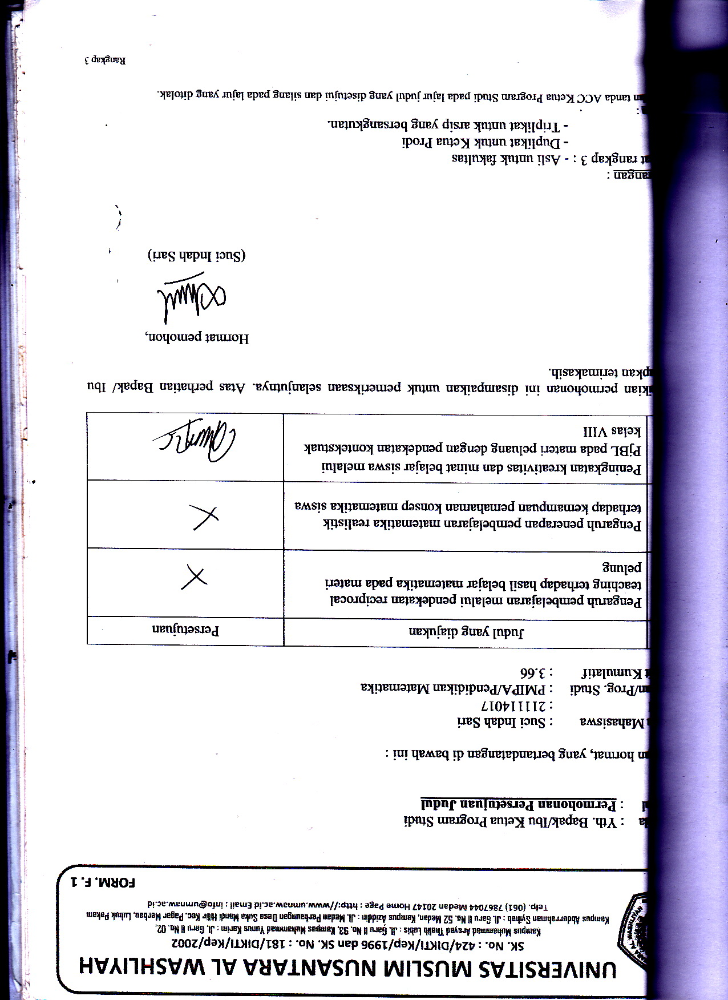 UNIVERSITAS MUSLIM NUSANTARA AL WASHLIYAH
SK. No. : 424/DIKTI/Kep/1996 dan SK. No. : 181/DIKTI/Kep/2002
Kampus Muhammad Arsyad Thalib Lubis : Jl. Garu II No. 93, Kampus Muhammad Yunus Karim : Jl. Garu II No. 02,
Kampus Abdurrahman Syihab : Jl. Garu II No. 52 Medan, Kampus Aziddin : Jl. Medan Perbaungan Desa Suka Mandi Hilir Kec. Pagar Merbau, Lubuk Pakam
Telp. (061) 7867044 Medan 20147 Home Page : http://www.umnaw.ac.id Email : info@umnaw.ac.id
FORM. F. 1
: Yth. Bapak/Ibu Ketua Program Studi
: Permohonan Persetujuan Judul
hormat, yang bertandatangan di bawah ini :
Mahasiswa : Suci Indah Sari
: 211114017
/Prog. Studi : PMIPA/Pendidikan Matematika
Kumulatif : 3.66
Judul yang diajukan Persetujuan
Pengaruh pembelajaran melalui pendekatan reciprocal
teaching terhadap hasil belajar matematika pada materi
pelung
Pengaruh penerapan pembelajaran matematika realistik
terhadap kemampuan pemahaman konsep matematika siswa
Peningkatan kreativitas dan minat belajar siswa melalui
PjBL pada materi peluang dengan pendekatan kontekstuak
kelas VIII
ikian permohonan ini disampaikan untuk pemeriksaan selanjutnya. Atas perhatian Bapak/ Ibu
pkan terimakasih.
Hormat pemohon,
(Suci Indah Sari)
angan :
at rangkap 3 : - Asli untuk fakultas
- Duplikat untuk Ketua Prodi
- Triplikat untuk arsip yang bersangkutan.
:
n tanda ACC Ketua Program Studi pada lajur judul yang disetujui dan silang pada lajur yang ditolak.
Rangkap 3